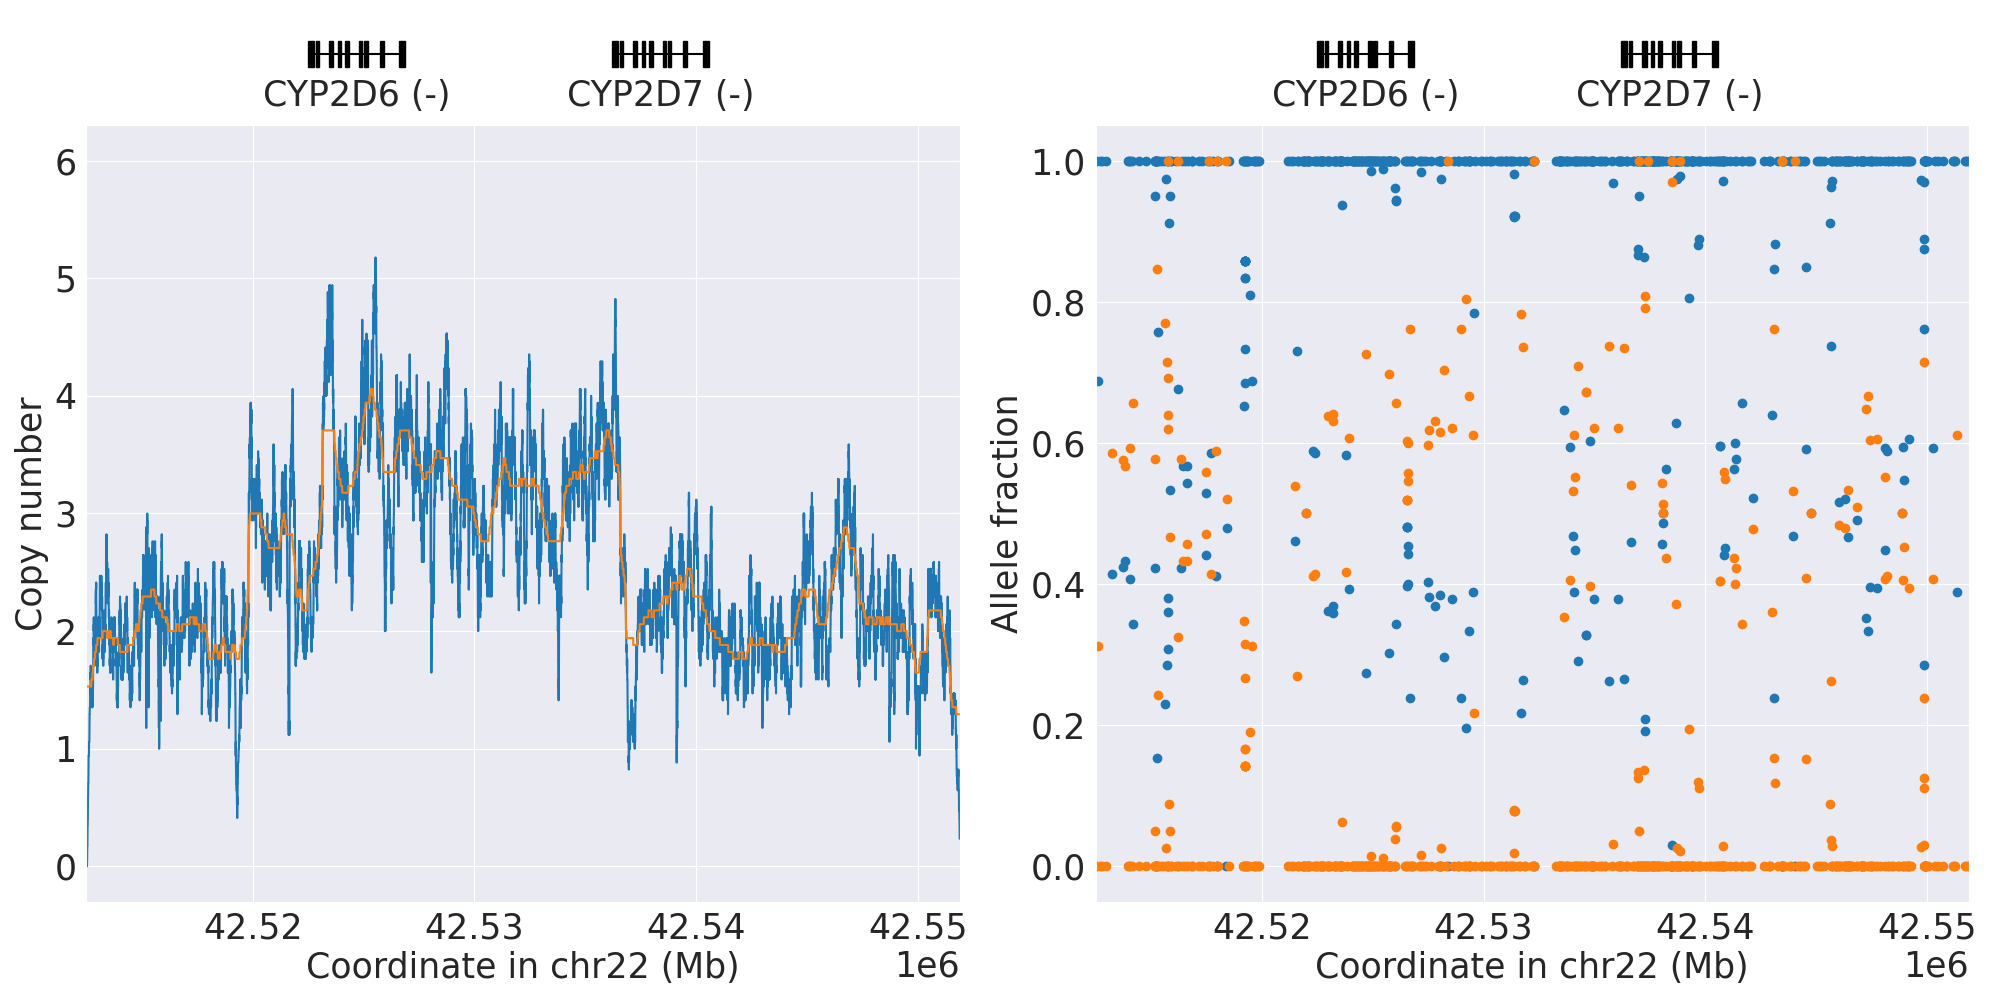 CYP2D6 (-)
CYP2D7 (-)
6
5
4
3
2
1
0
Copy number
42.52
42.53
42.54
42.55
Coordinate in chr22 (Mb)
1e6
CYP2D6 (-)
CYP2D7 (-)
1.0
0.8
0.6
0.4
0.2
0.0
Allele fraction
42.52
42.53
42.54
42.55
Coordinate in chr22 (Mb)
1e6